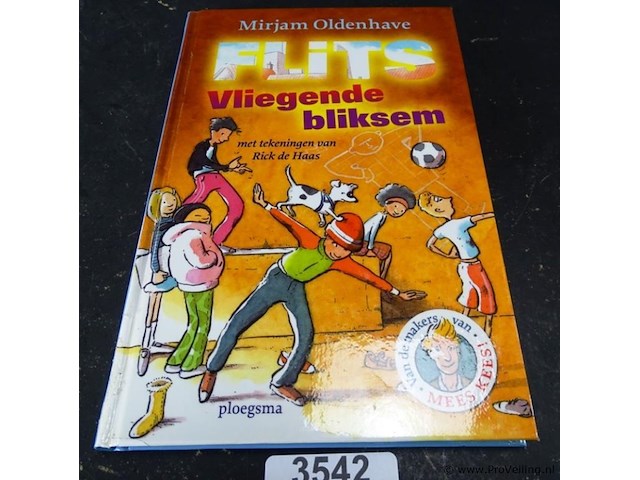 Mirjam Oldenhave
FLiTS
Vliegende
bliksem
met tekeningen van
Rick de Haas
van de makers van
MEES KEES!
ploegsma
3542
www.ProVeiling.nl